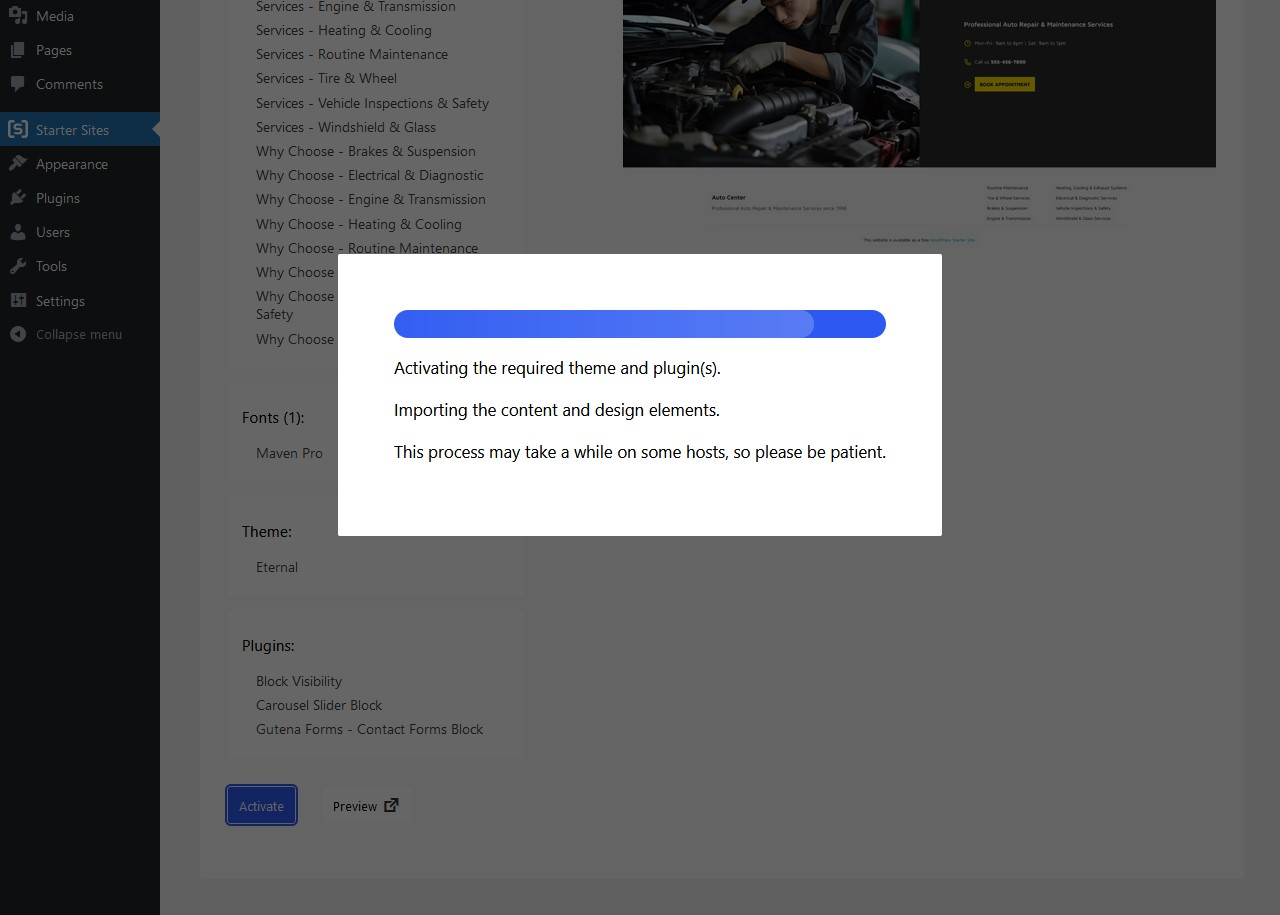 Media
Pages
Comments
Starter Sites
Appearance
Plugins
Users
Tools
Settings
Collapse menu
Services - Engine & Transmission
Services - Heating & Cooling
Services - Routine Maintenance
Services - Tire & Wheel
Services - Vehicle Inspections & Safety
Services - Windshield & Glass
Why Choose - Brakes & Suspension
Why Choose - Electrical & Diagnostic
Why Choose - Engine & Transmission
Why Choose - Heating & Cooling
Why Choose - Routine Maintenance
Why Choose
Why Choose
Safety
Why Choose
Fonts (1):
Maven Pro
Theme:
Eternal
Plugins:
Block Visibility
Carousel Slider Block
Gutena Forms - Contact Forms Block
Activate
Preview
Professional Auto Repair & Maintenance Services
Mon-Fri: 9am to 6pm | Sat: 9am to 1pm
Call us 555-456-7890
BOOK APPOINTMENT
Auto Center
Professional Auto Repair & Maintenance Services since 1998
Routine Maintenance
Tire & Wheel Services
Brakes & Suspension
Engine & Transmission
Heating, Cooling & Exhaust Systems
Electrical & Diagnostic Services
Vehicle Inspections & Safety
Windshield & Glass Services
This website is available as a free WordPress Starter Site.
Activating the required theme and plugin(s).
Importing the content and design elements.
This process may take a while on some hosts, so please be patient.